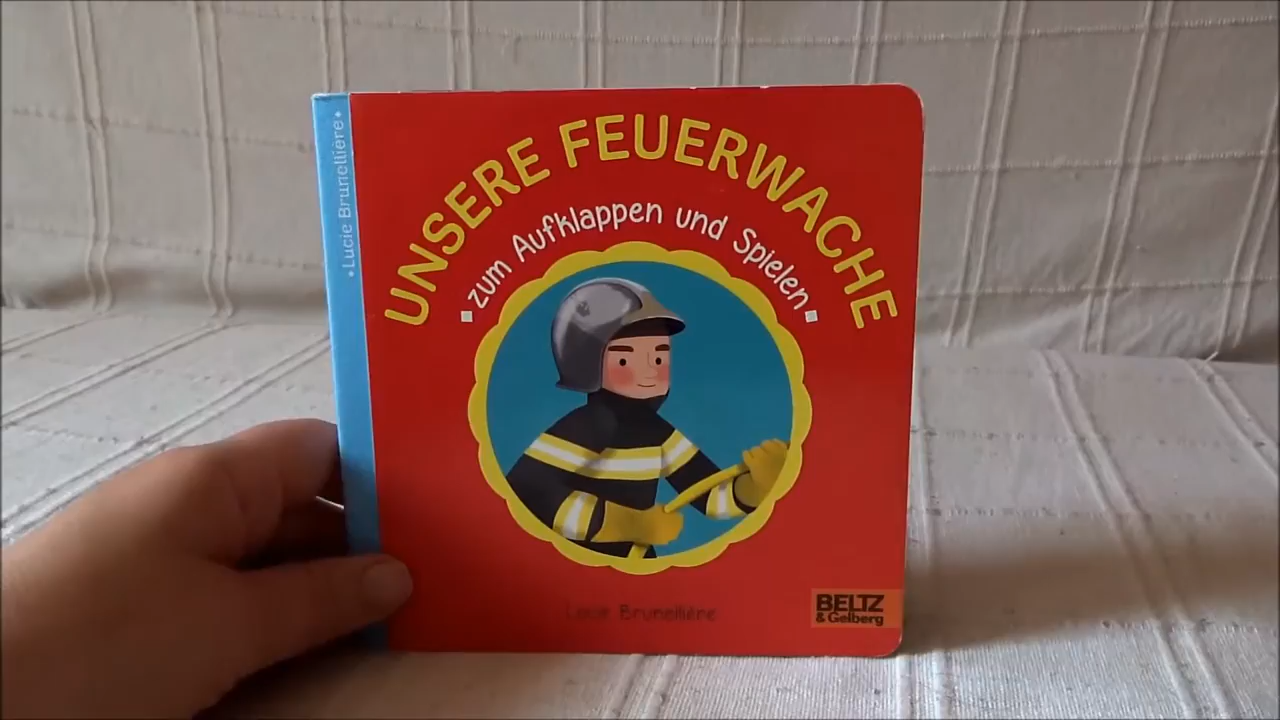 •Lucie Brunellière•
UNSERE FEUERWACHE
▪zum Aufklappen und Spielen▪
Lucie Brunellière
BELTZ
& Gelberg